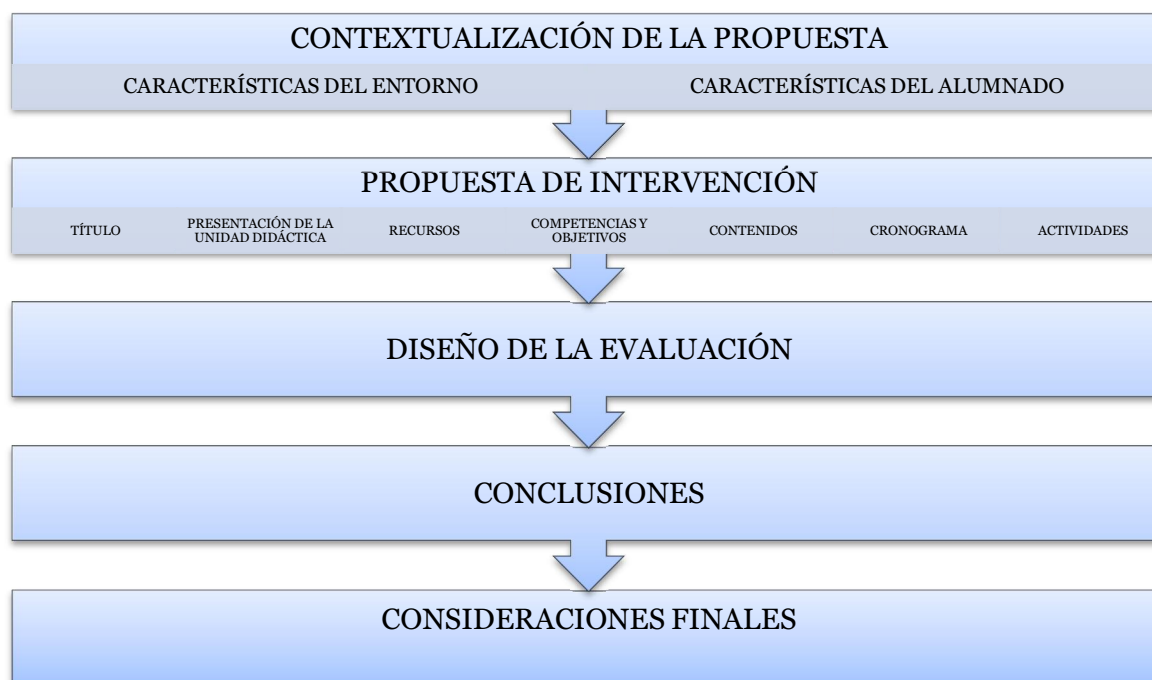 CONTEXTUALIZACIÓN DE LA PROPUESTA
CARACTERÍSTICAS DEL ENTORNO
CARACTERÍSTICAS DEL ALUMNADO
PROPUESTA DE INTERVENCIÓN
TÍTULO
PRESENTACIÓN DE LA
UNIDAD DIDÁCTICA
RECURSOS
COMPETENCIAS Y
OBJETIVOS
CONTENIDOS
CRONOGRAMA
ACTIVIDADES
DISEÑO DE LA EVALUACIÓN
CONCLUSIONES
CONSIDERACIONES FINALES